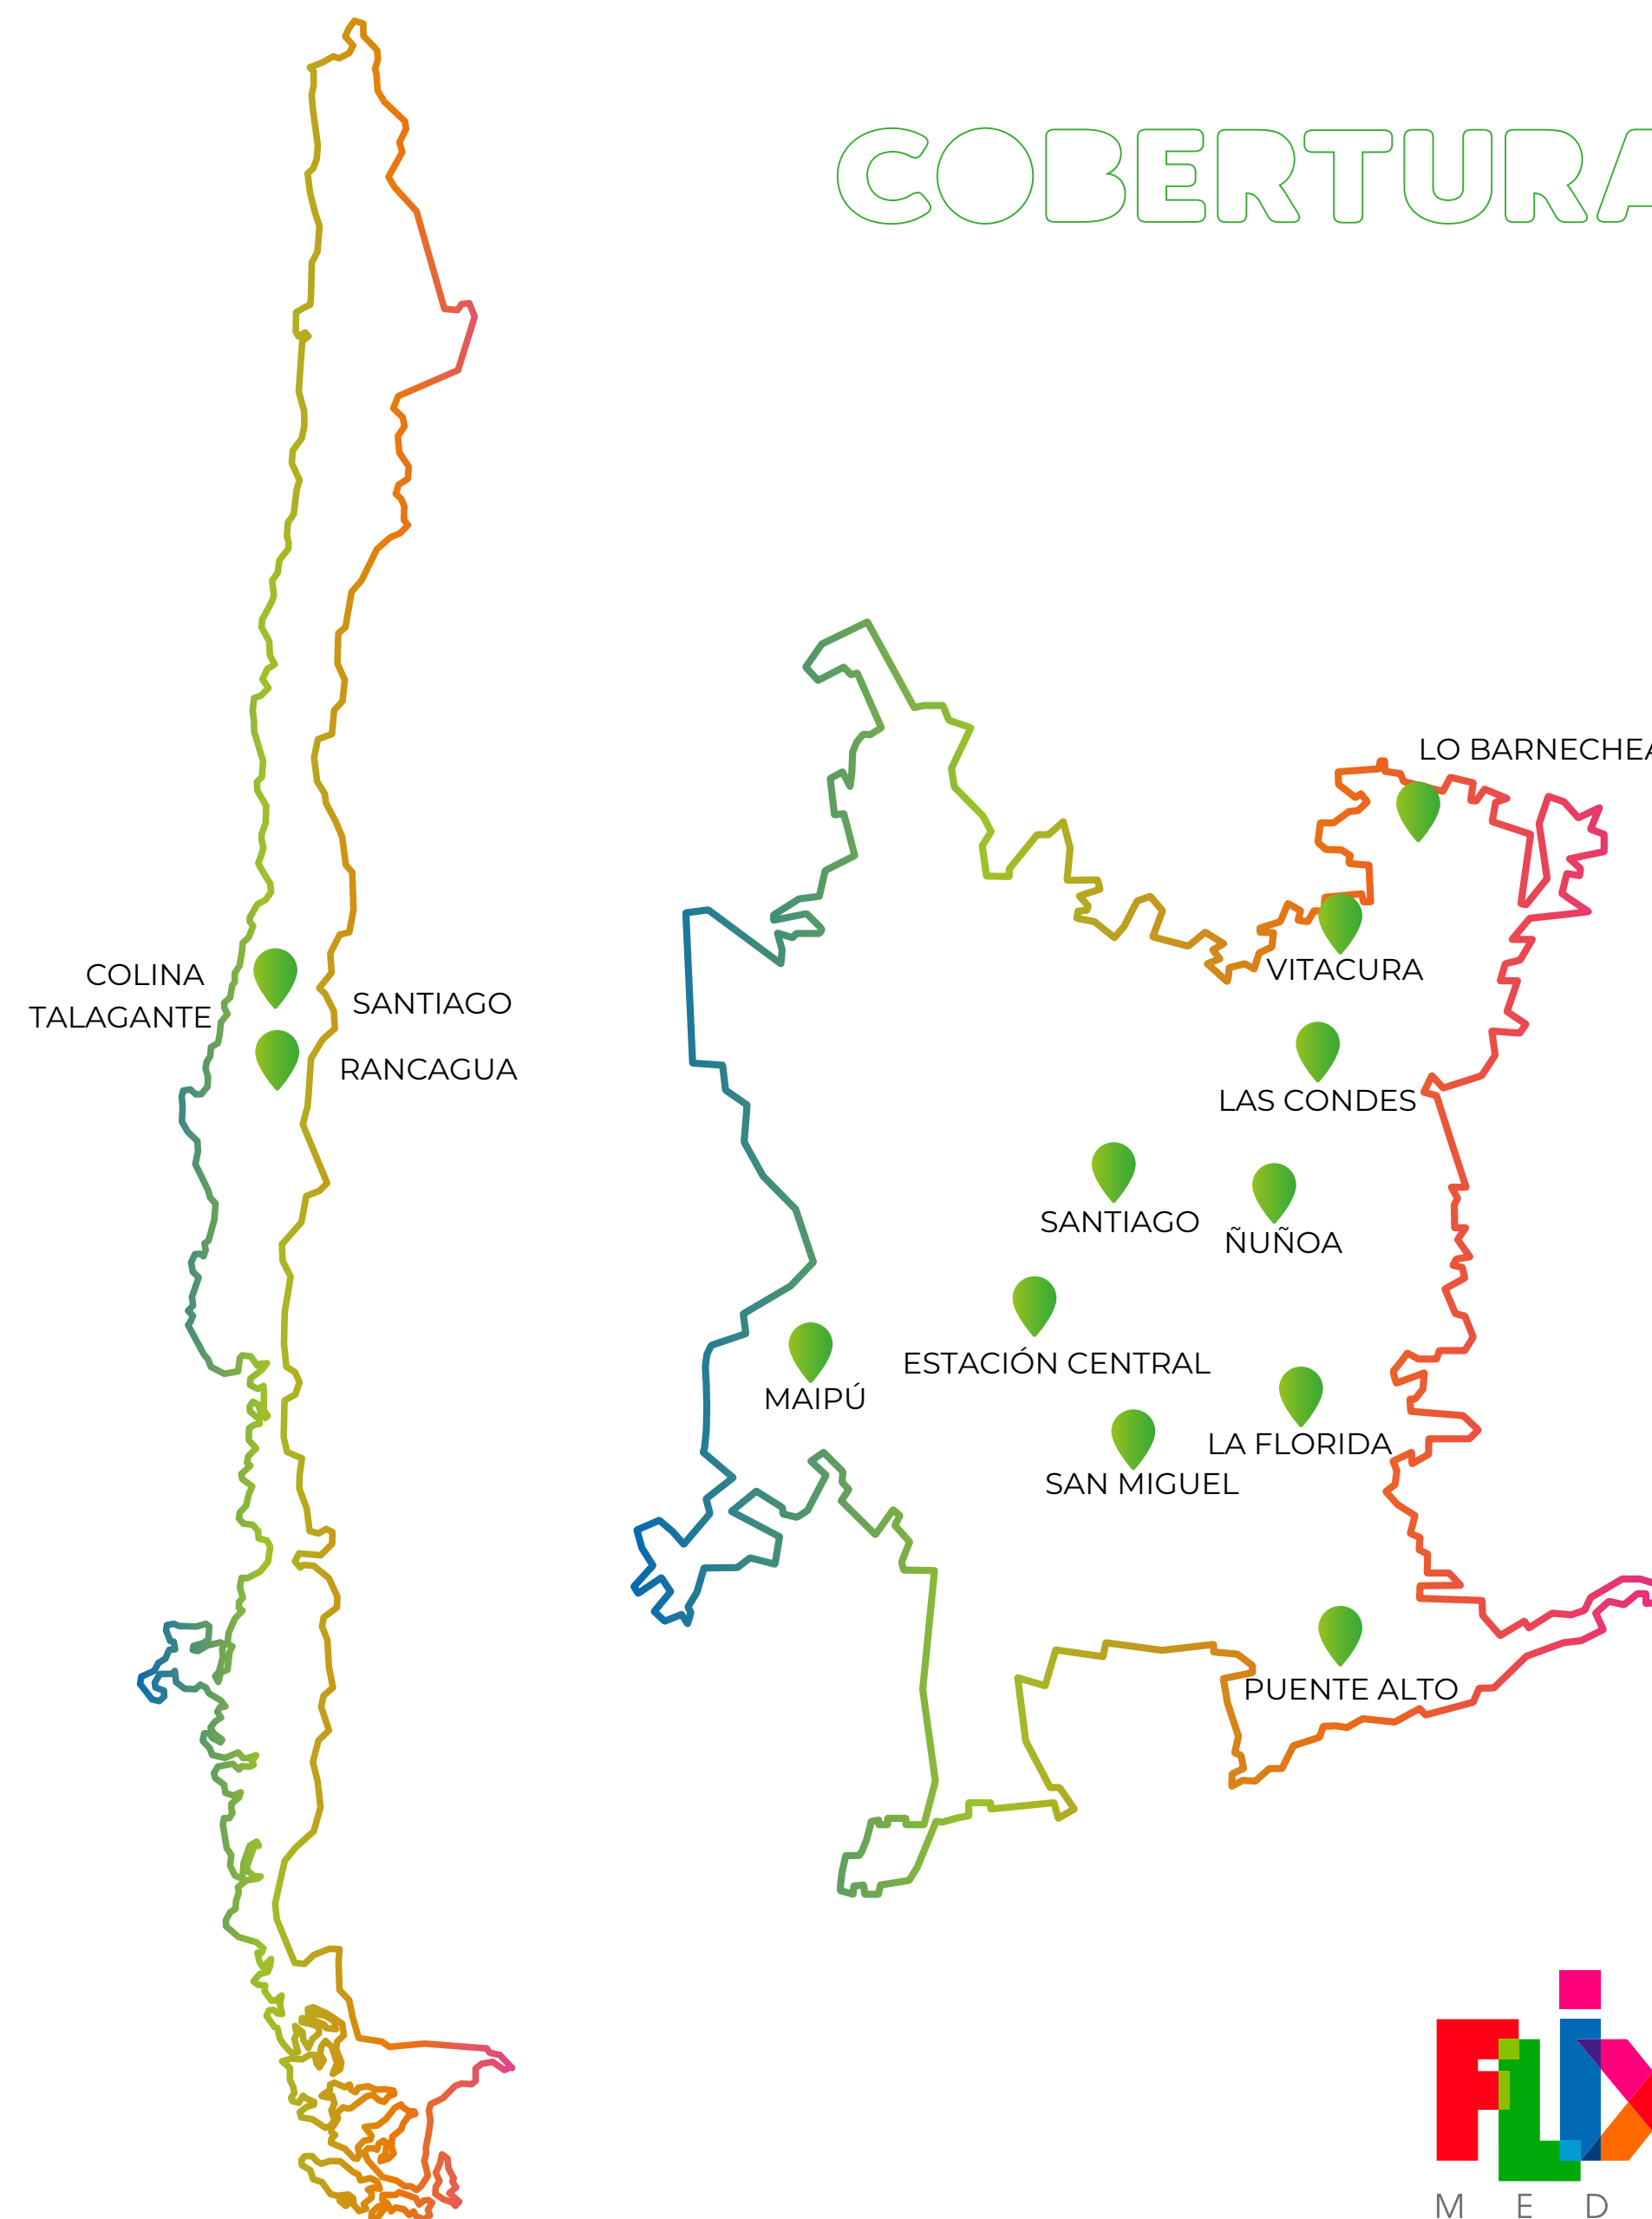 COBERTURA
LO BARNECHEA
VITACURA
COLINA
TALAGANTE
SANTIAGO
RANCAGUA
LAS CONDES
SANTIAGO
ÑUÑOA
ESTACIÓN CENTRAL
MAIPÚ
LA FLORIDA
SAN MIGUEL
PUENTE ALTO
FLiX
M E D